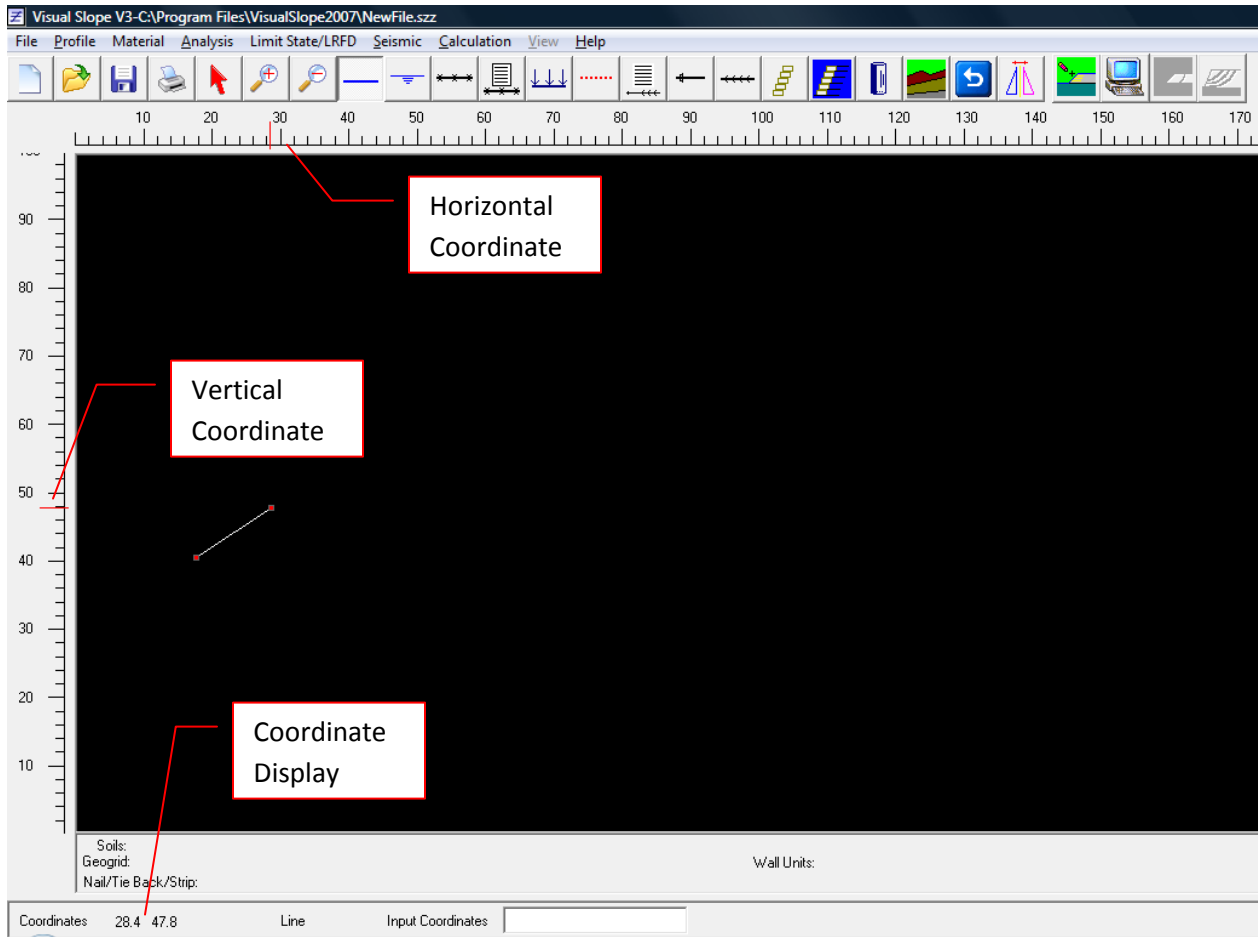 Visual Slope V3-C:\Program Files\VisualSlope2007\NewFile.szz
File Profile Material Analysis Limit State/LRFD Seismic Calculation View Help
10 20 30 40 50 60 70 80 90 100 110 120 130 140 150 160 170
90
Horizontal
Coordinate
80
70
Vertical
Coordinate
60
50
40
30
20
Coordinate
Display
10
Soils:
Geogrid:
Wall Units:
Nail/Tie Back/Strip:
Coordinates 28.4 47.8 Line Input Coordinates